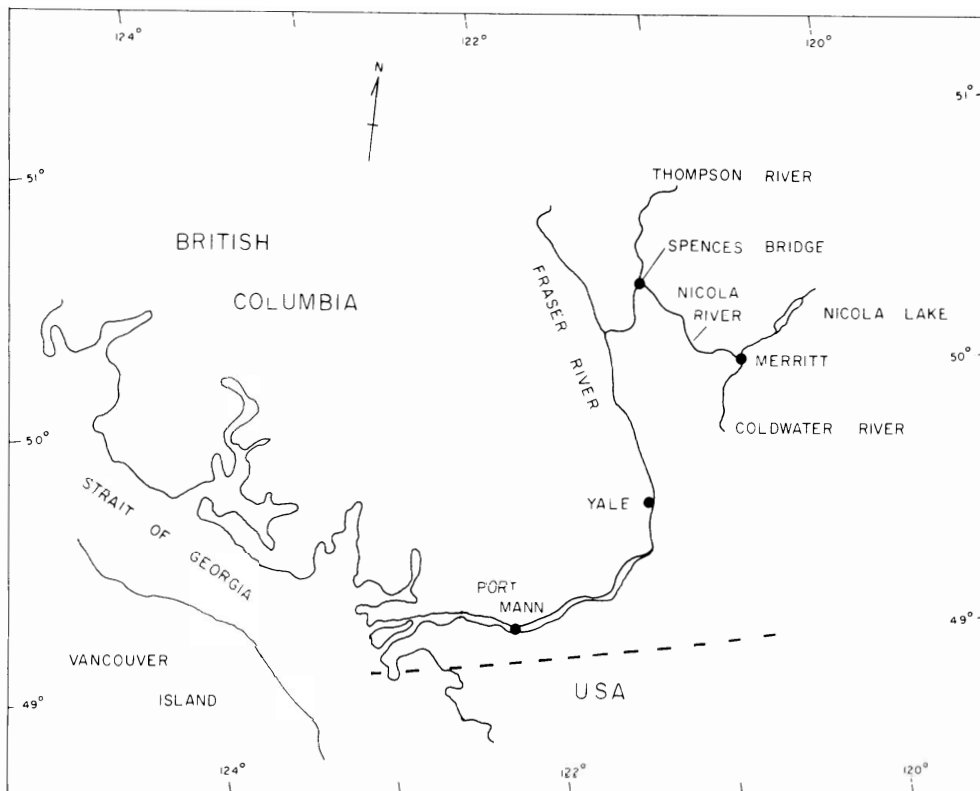 124°
122°
120°
N
51°
51°
THOMPSON RIVER
BRITISH
COLUMBIA
SPENCES BRIDGE
FRASER RIVER
NICOLA
RIVER
NICOLA LAKE
50°
MERRITT
COLDWATER RIVER
50°
STRAIT OF GEORGIA
YALE
PORT
MANN
49°
VANCOUVER
ISLAND
USA
49°
124°
122°
120°